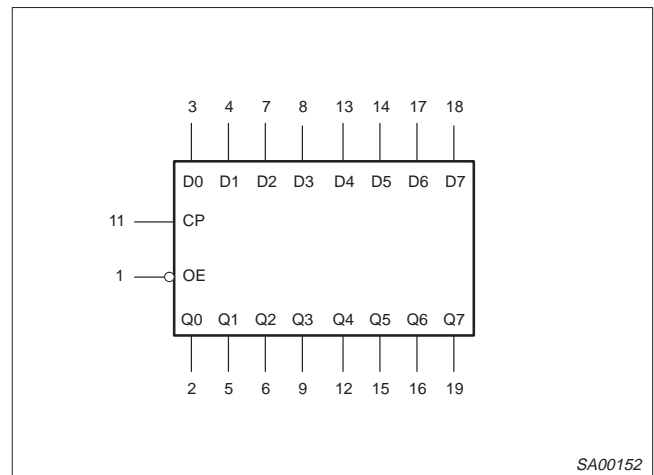 3 4 7 8 13 14 17 18
D0 D1 D2 D3 D4 D5 D6 D7
11 CP
1 OE
Q0 Q1 Q2 Q3 Q4 Q5 Q6 Q7
2 5 6 9 12 15 16 19
SA00152